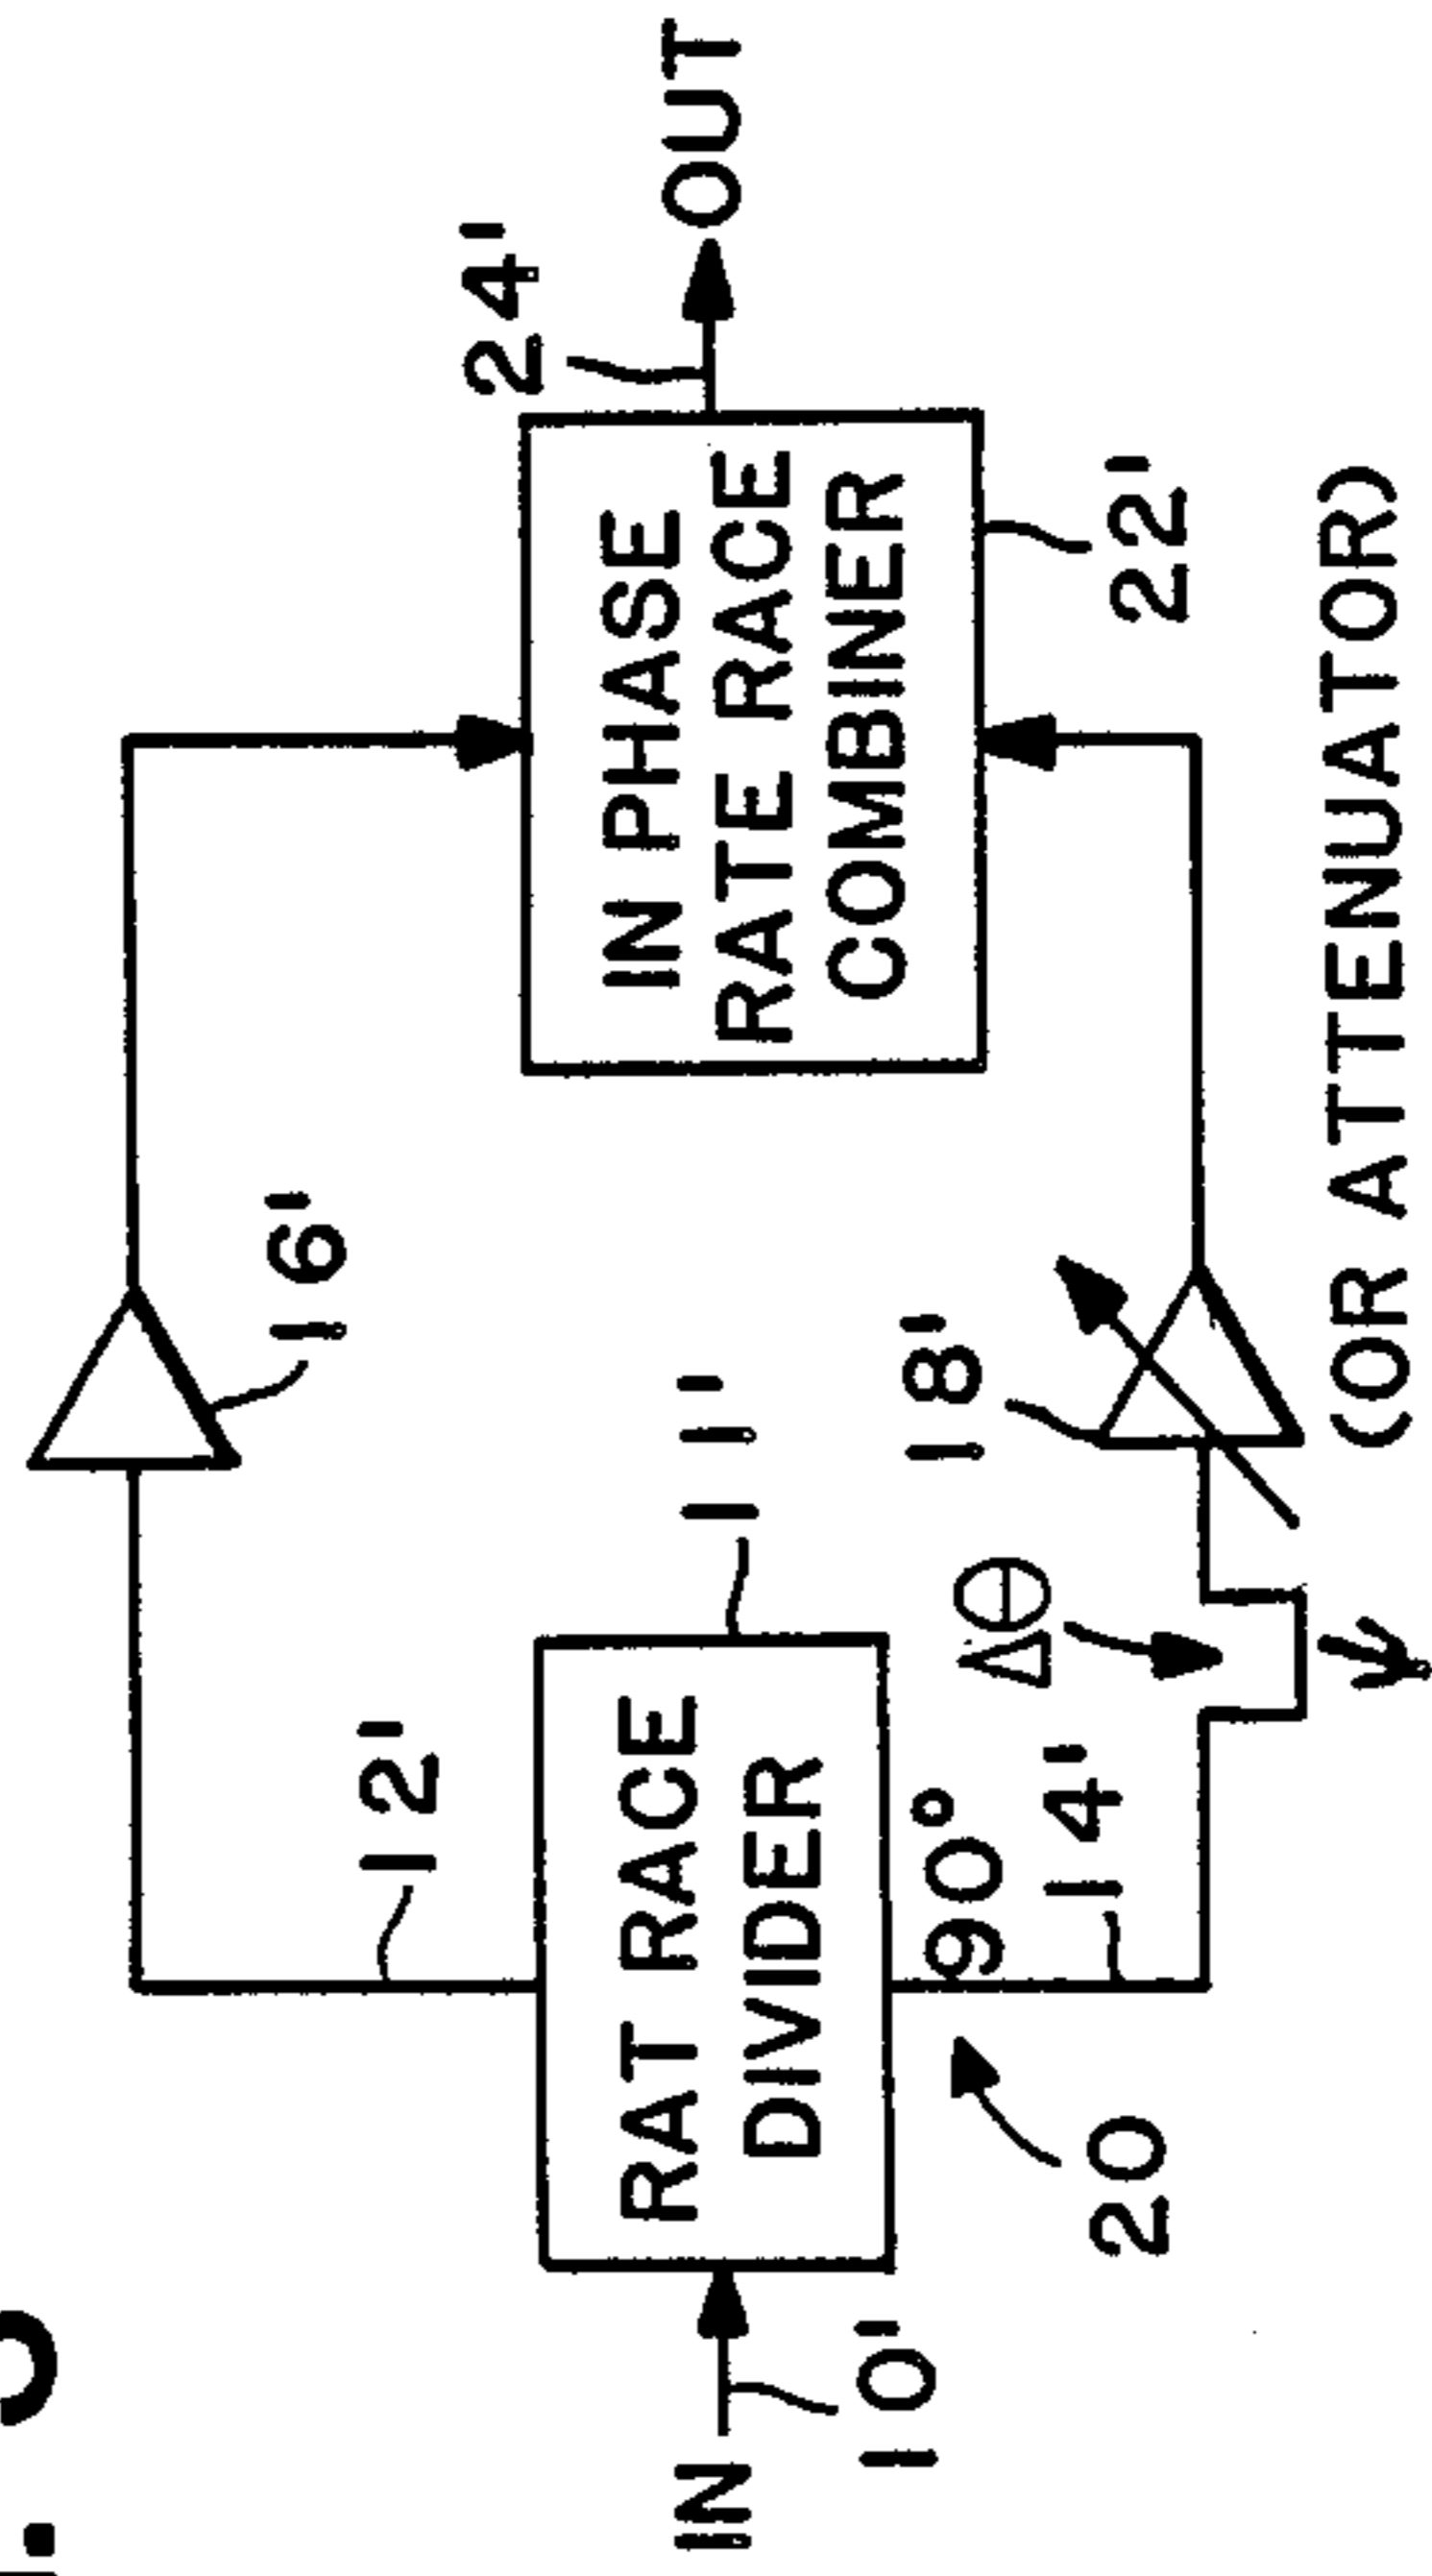 12'
16'
IN
10'
RAT RACE
DIVIDER
11'
IN PHASE
RATE RACE
COMBINER
24'
OUT
22'
20
90°
14'
Δθ
18'
ψ
(OR ATTENUATOR)